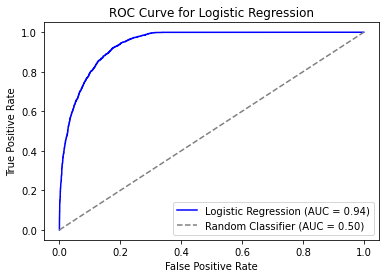 ROC Curve for Logistic Regression
1.0
0.8
0.6
0.4
0.2
0.0
True Positive Rate
Logistic Regression (AUC = 0.94)
Random Classifier (AUC = 0.50)
0.0 0.2 0.4 0.6 0.8 1.0
False Positive Rate